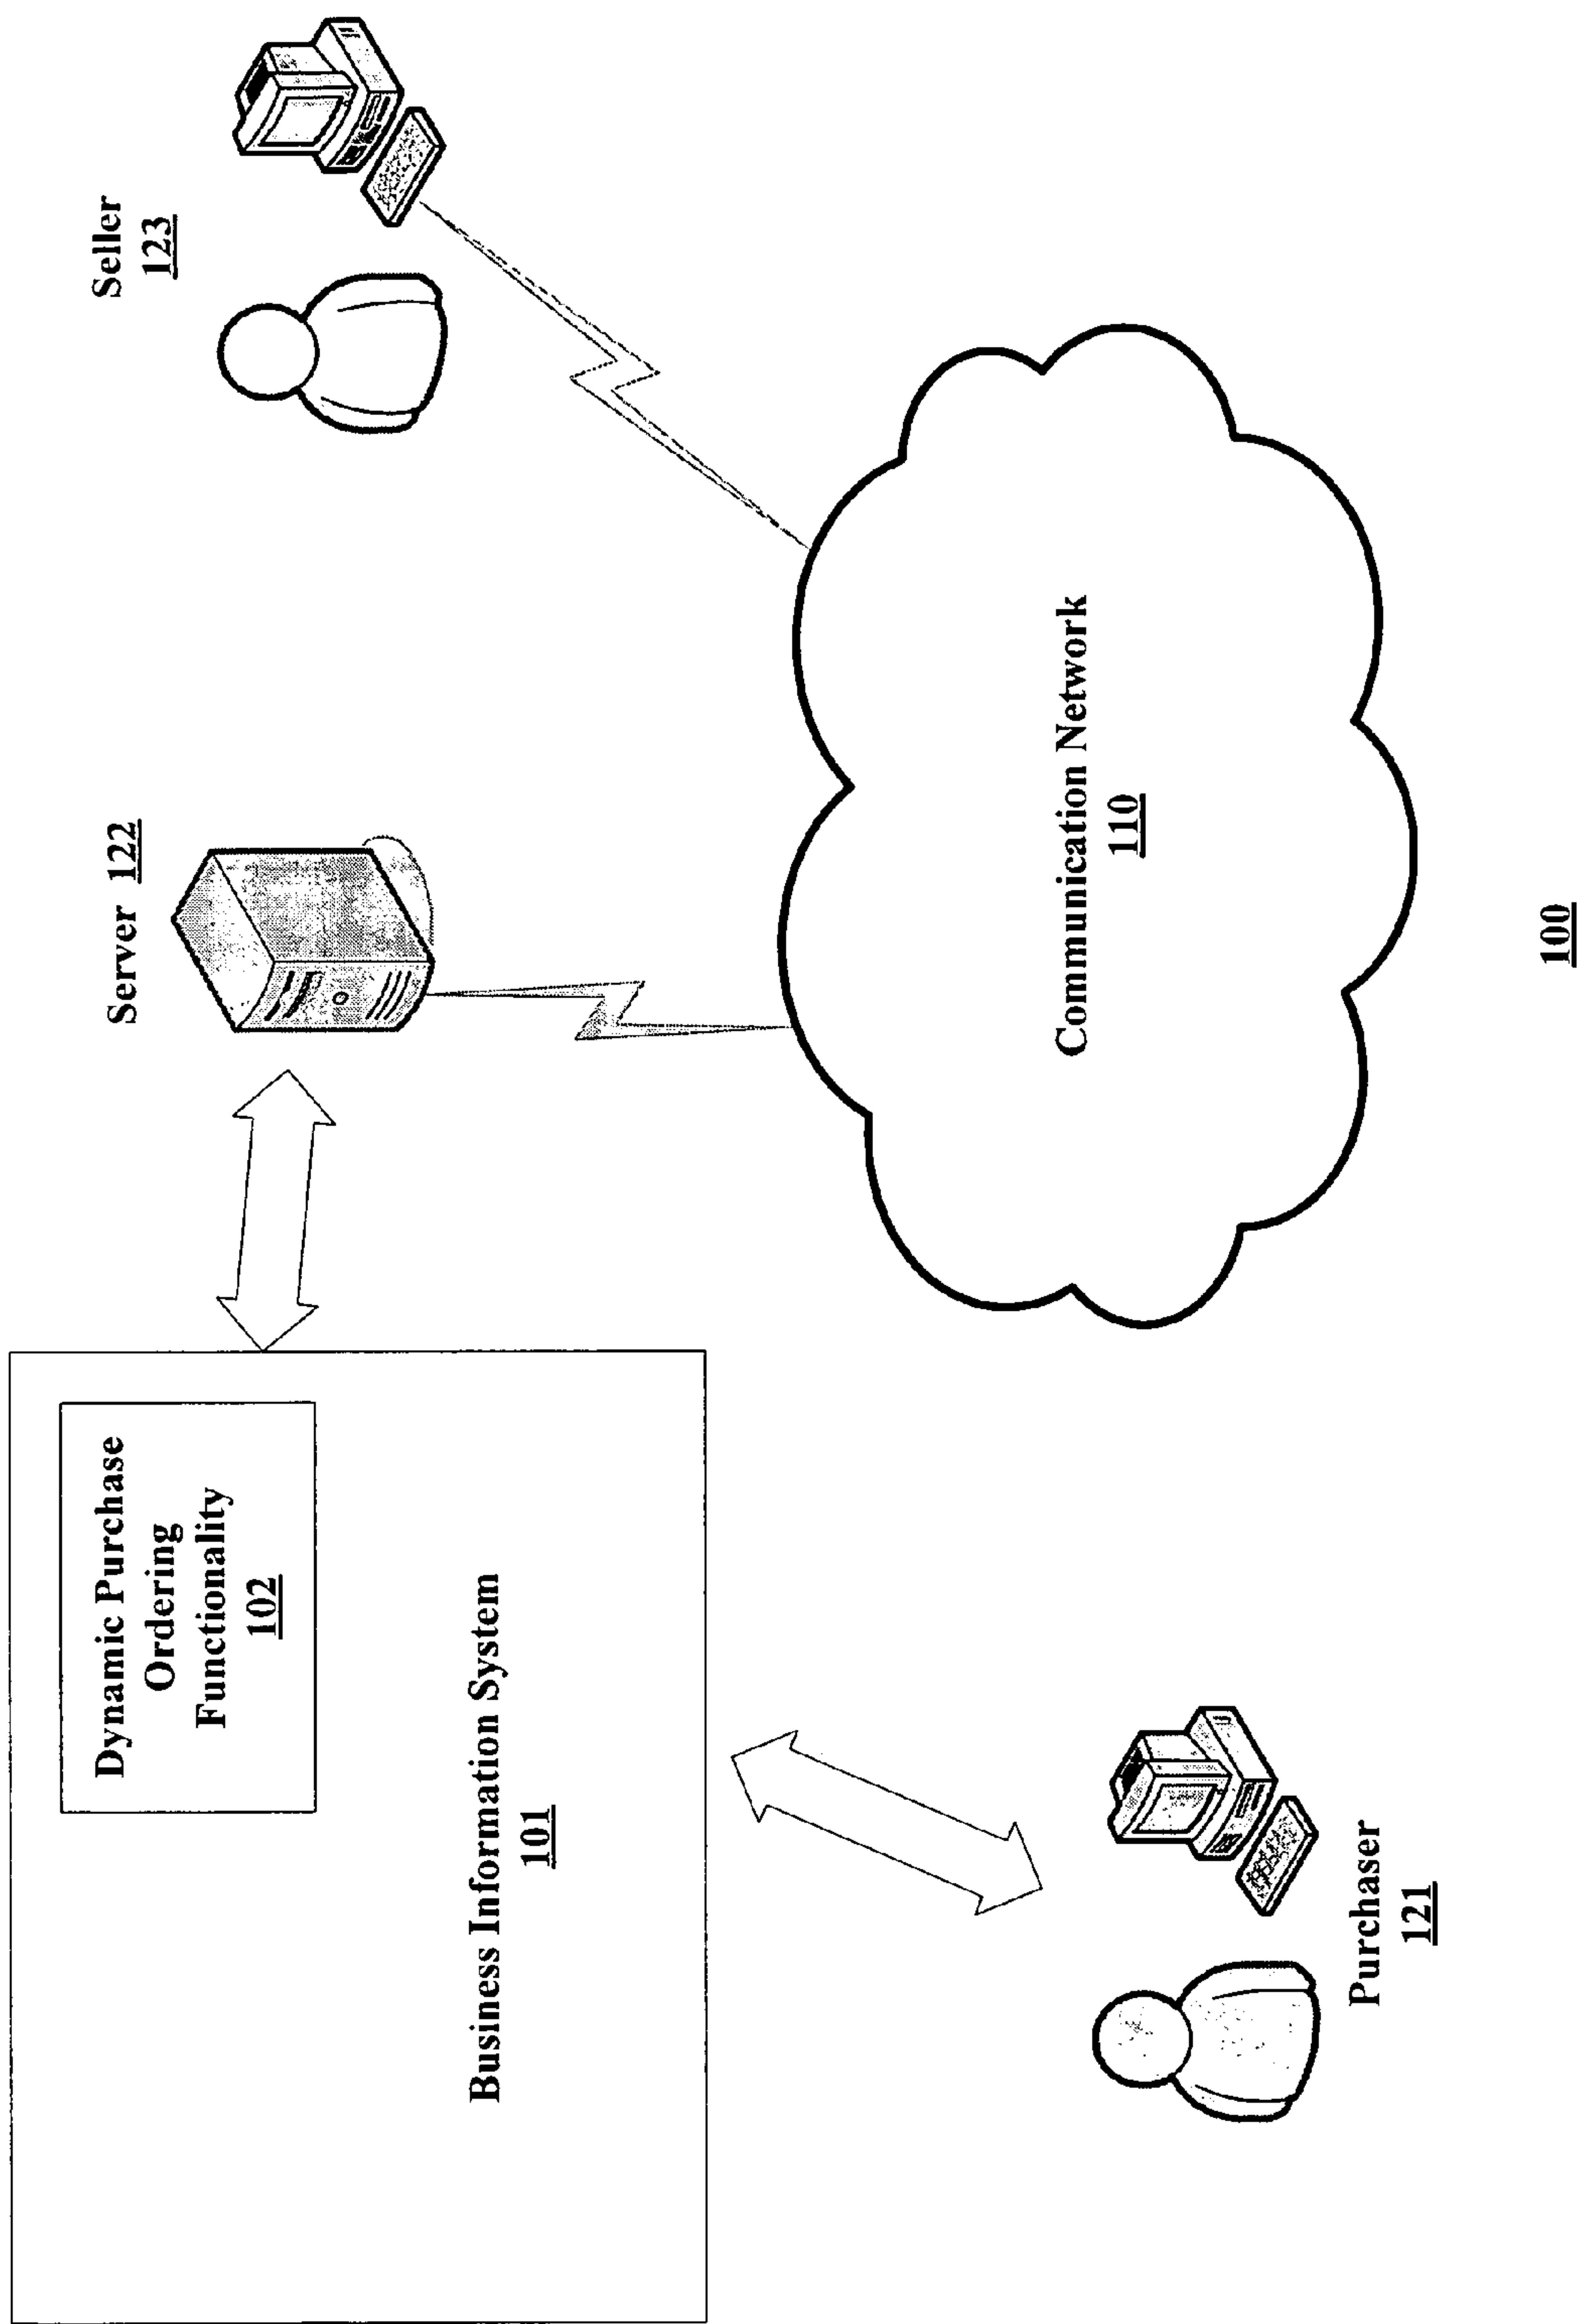 Dynamic Purchase
Ordering
Functionality
102
Business Information System
101
Server 122
Seller
123
Communication Network
110
Purchaser
121
100